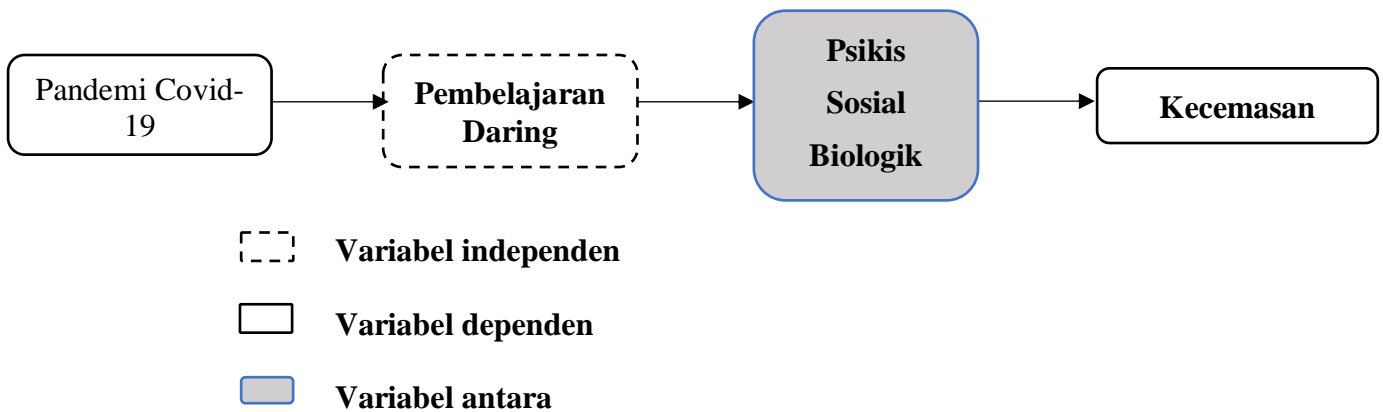 Pandemi Covid-
19
Pembelajaran
Daring
Psikis
Sosial
Biologik
Kecemasan
Variabel independen
Variabel dependen
Variabel antara